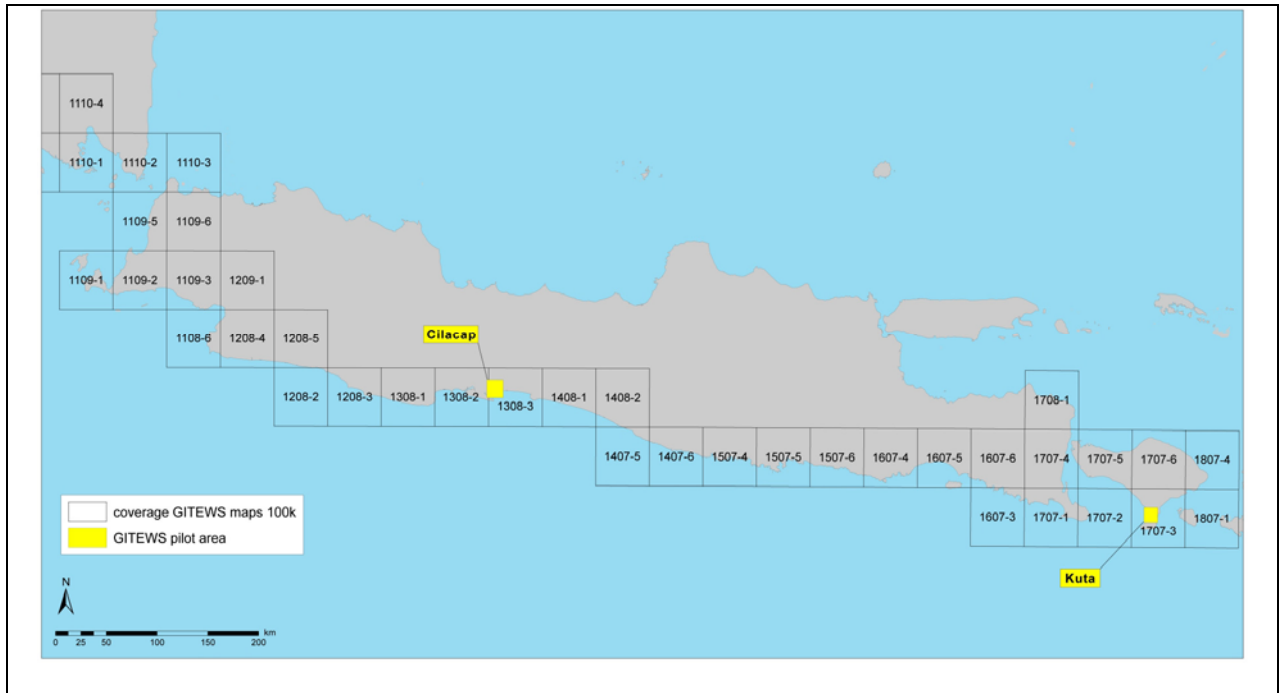 1110-4
1110-1 1110-2 1110-3
1109-5 1109-6
1109-1 1109-2 1109-3 1209-1
Cilacap
1108-6 1208-4 1208-5
1208-2 1208-3 1308-1 1308-2 1308-3 1408-1 1408-2
1708-1
1407-5 1407-6 1507-4 1507-5 1507-6 1607-4 1607-5 1607-6 1707-4 1707-5 1707-6 1807-4
1607-3 1707-1 1707-2 1707-3 1807-1
coverage GITEWS maps 100k
GITEWS pilot area
Kuta
N
km
0 25 50 100 150 200